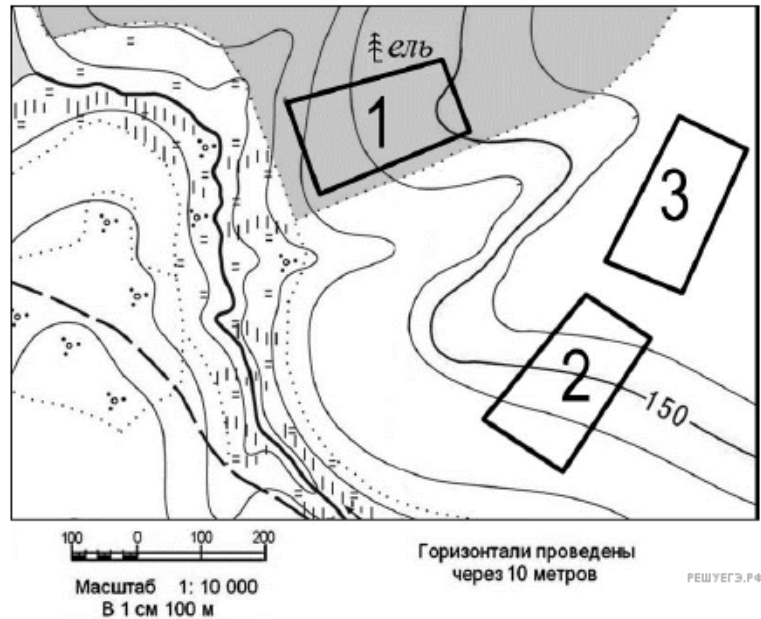 ель
1
3
2
150
100 0 100 200
Масштаб 1: 10 000
В 1 см 100 м
Горизонтали проведены
через 10 метров
РЕШУЕГЭ.РФ